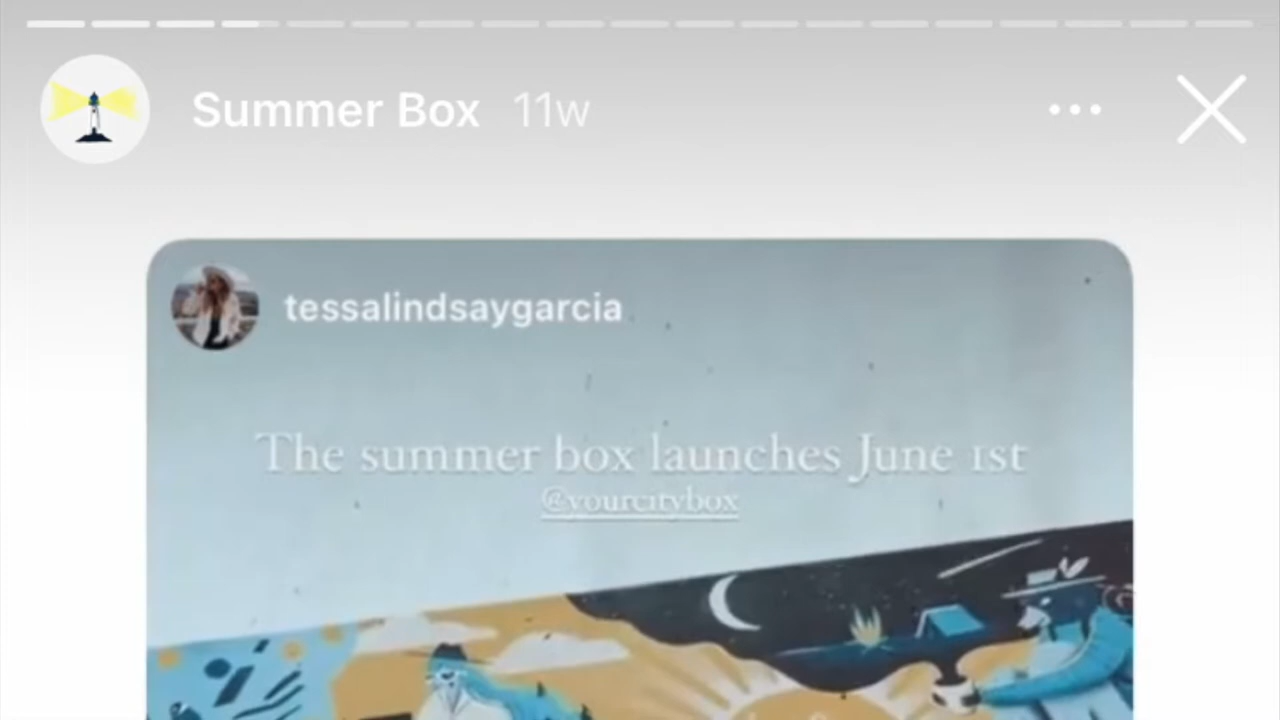 Summer Box 11w
tessalindsaygarcia
The summer box launches June 1st
@yourcitybox